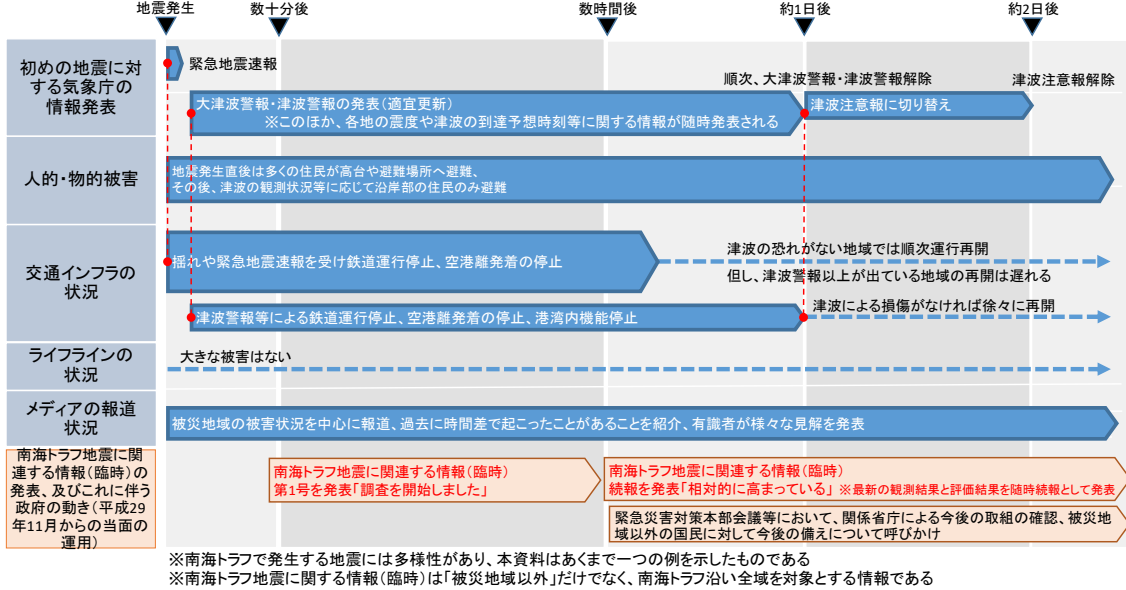 地震発生
数十分後
数時間後
約1日後
約2日後
初めの地震に対
する気象庁の
情報発表
緊急地震速報
順次、大津波警報・津波警報解除
津波注意報解除
大津波警報・津波警報の発表(適宜更新)
※このほか、各地の震度や津波の到達予想時刻等に関する情報が随時発表される
津波注意報に切り替え
人的・物的被害
地震発生直後は多くの住民が高台や避難場所へ避難、
その後、津波の観測状況等に応じて沿岸部の住民のみ避難
交通インフラの
状況
揺れや緊急地震速報を受け鉄道運行停止、空港離発着の停止
津波の恐れがない地域では順次運行再開
但し、津波警報以上が出ている地域の再開は遅れる
津波警報等による鉄道運行停止、空港離発着の停止、港湾内機能停止
津波による損傷がなければ徐々に再開
ライフラインの
状況
大きな被害はない
メディアの報道
状況
被災地域の被害状況を中心に報道、過去に時間差で起こったことがあることを紹介、有識者が様々な見解を発表
南海トラフ地震に関
連する情報(臨時)の
発表、及びこれに伴う
政府の動き(平成29
年11月からの当面の
運用)
南海トラフ地震に関連する情報(臨時)
第1号を発表「調査を開始しました」
南海トラフ地震に関連する情報(臨時)
続報を発表「相対的に高まっている」 ※最新の観測結果と評価結果を随時続報として発表
緊急災害対策本部会議等において、関係省庁による今後の取組の確認、被災地
域以外の国民に対して今後の備えについて呼びかけ
※南海トラフで発生する地震には多様性があり、本資料はあくまで一つの例を示したものである
※南海トラフ地震に関する情報(臨時)は「被災地域以外」だけでなく、南海トラフ沿い全域を対象とする情報である